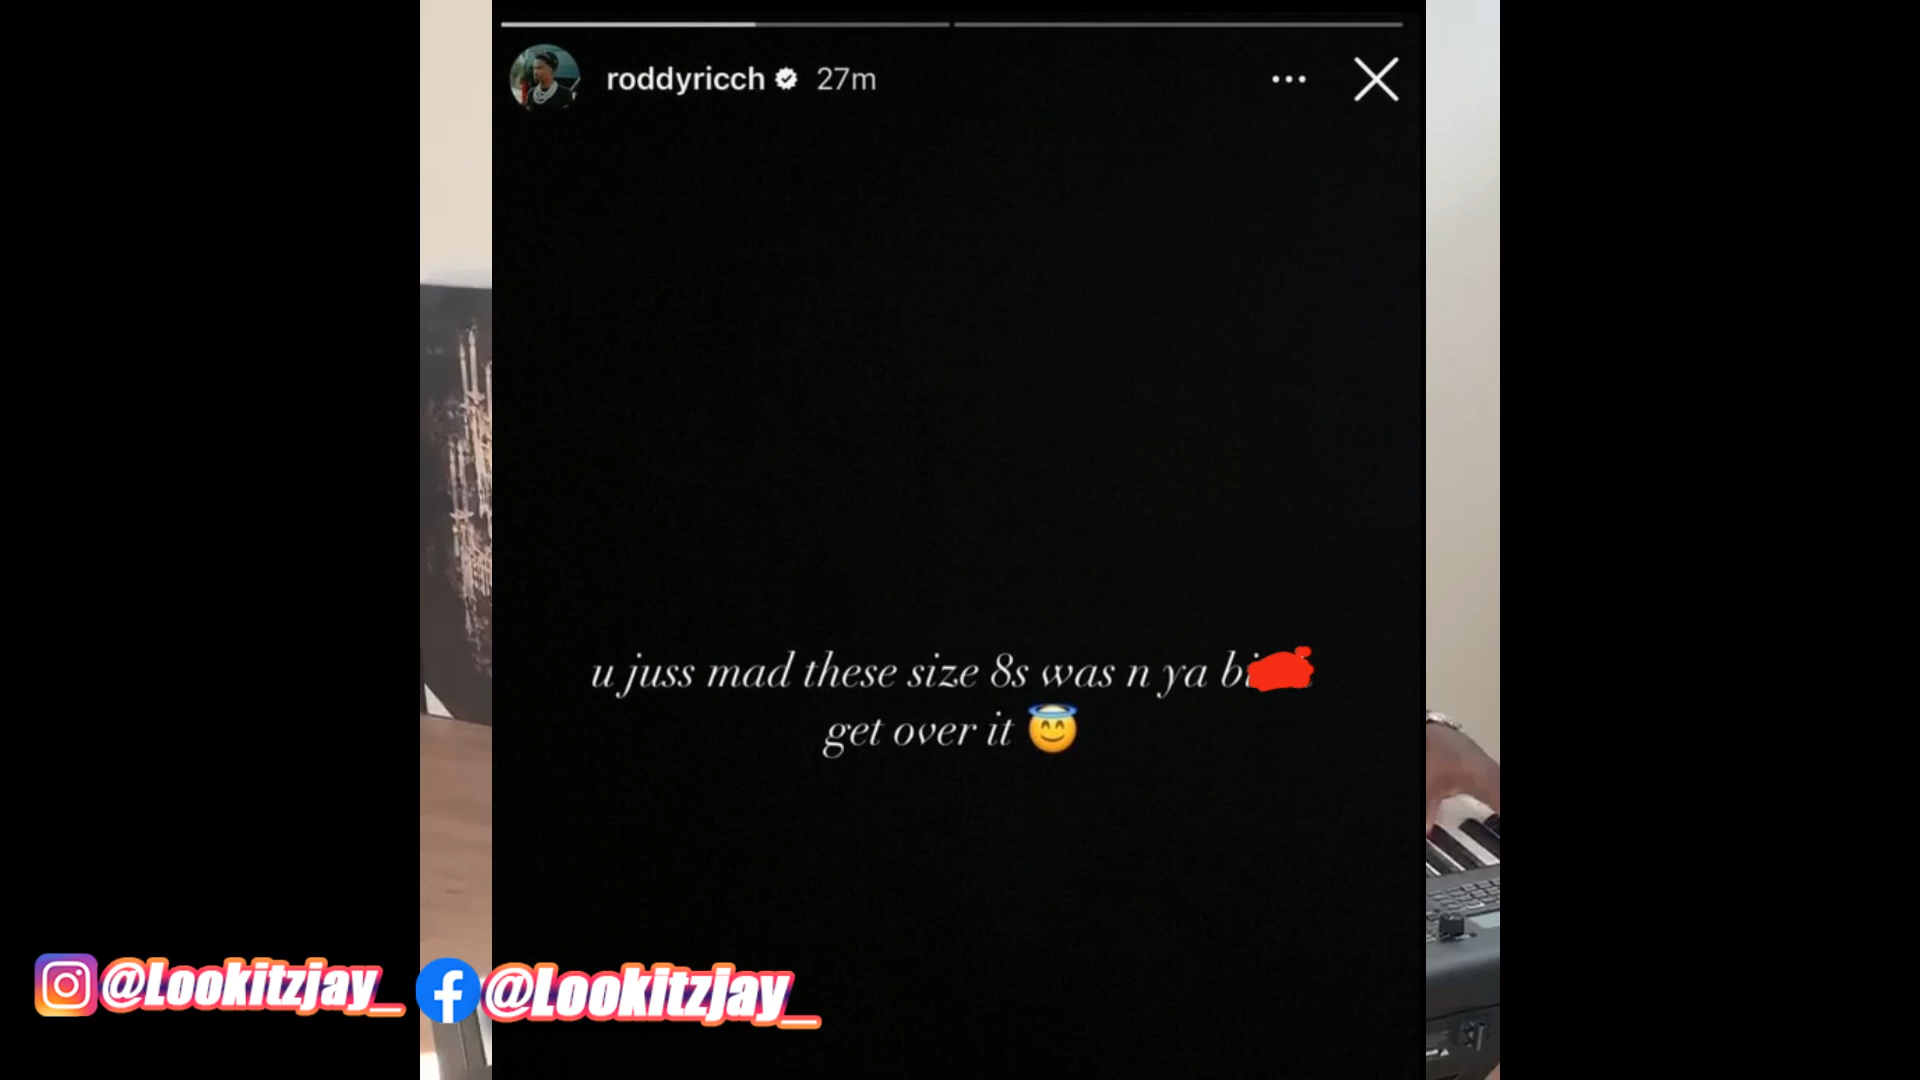 roddyricch 27m
u juss mad these size 8s was n ya bi
get over it 😇
@Lookitzjay_ @Lookitzjay_